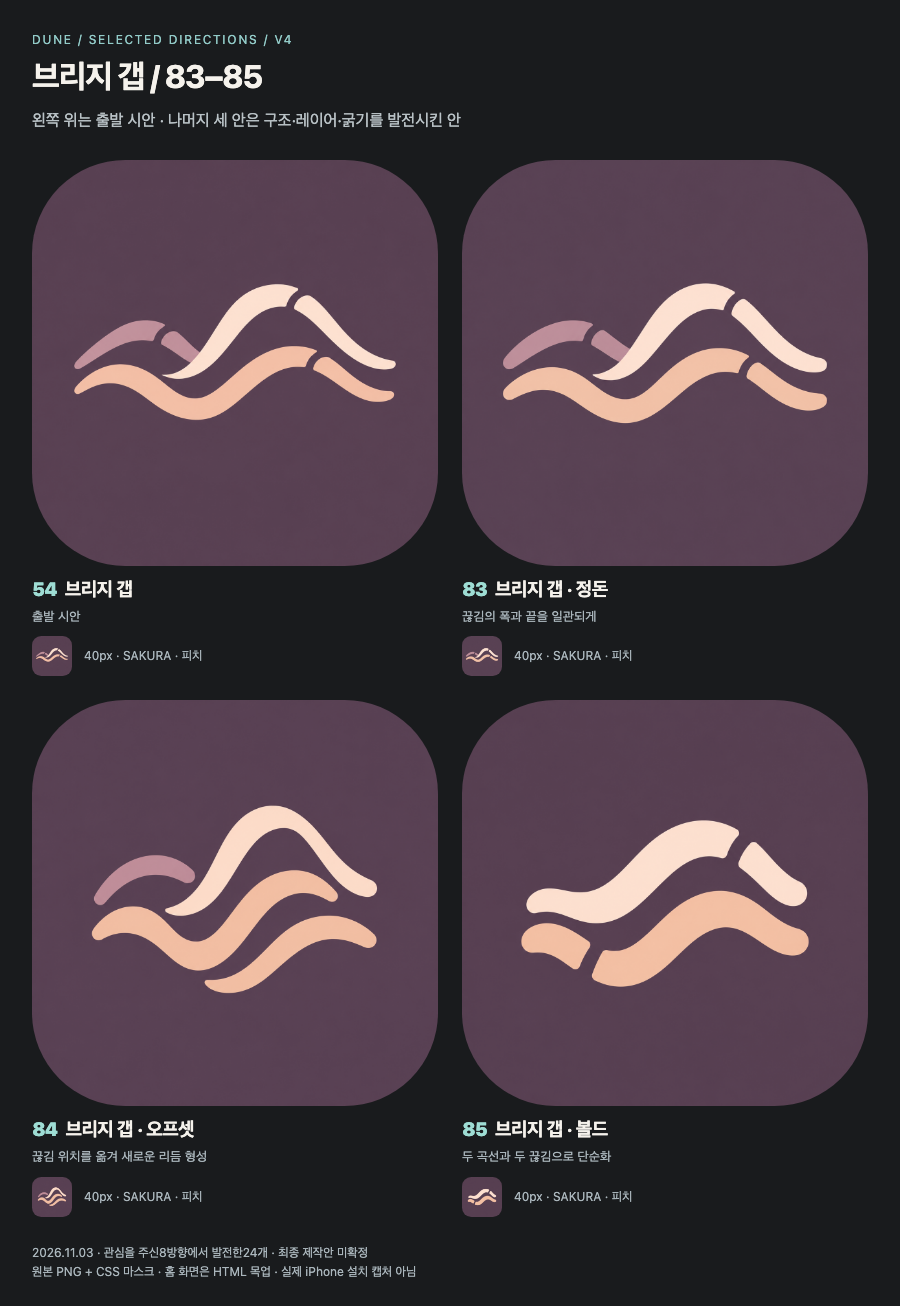 DUNE / SELECTED DIRECTIONS / V4
브리지 갭 / 83–85
왼쪽 위는 출발 시안 · 나머지 세 안은 구조·레이어·굵기를 발전시킨 안
54 브리지 갭
출발 시안
40px · SAKURA · 피치
83 브리지 갭 · 정돈
끊김의 폭과 끝을 일관되게
40px · SAKURA · 피치
84 브리지 갭 · 오프셋
끊김 위치를 옮겨 새로운 리듬 형성
40px · SAKURA · 피치
85 브리지 갭 · 볼드
두 곡선과 두 끊김으로 단순화
40px · SAKURA · 피치
2026.11.03 · 관심을 주신8방향에서 발전한24개 · 최종 제작안 미확정
원본 PNG + CSS 마스크 · 홈 화면은 HTML 목업 · 실제 iPhone 설치 캡처 아님